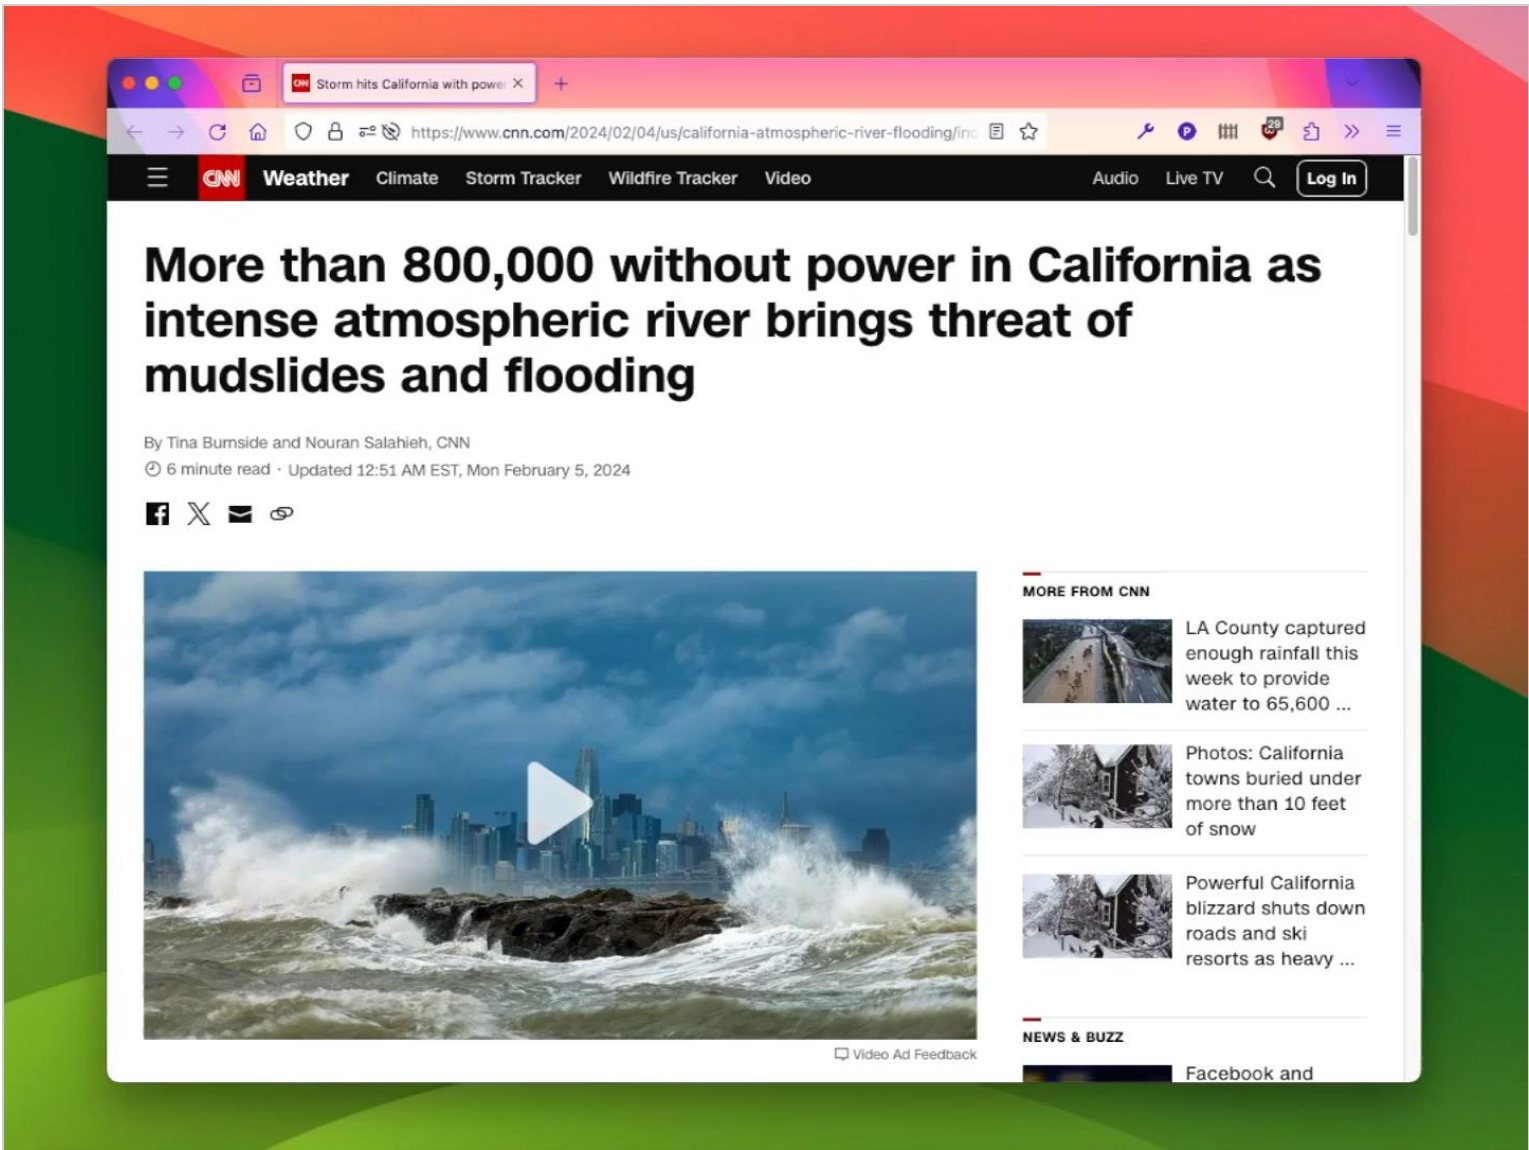 CNN Storm hits California with powe
https://www.cnn.com/2024/02/04/us/california-atmospheric-river-flooding/
P
29
CNN Weather Climate Storm Tracker Wildfire Tracker Video Audio Live TV Log In
More than 800,000 without power in California as
intense atmospheric river brings threat of
mudslides and flooding
By Tina Burnside and Nouran Salahieh, CNN
6 minute read · Updated 12:51 AM EST, Mon February 5, 2024
Video Ad Feedback
MORE FROM CNN
LA County captured
enough rainfall this
week to provide
water to 65,600 ...
Photos: California
towns buried under
more than 10 feet
of snow
Powerful California
blizzard shuts down
roads and ski
resorts as heavy ...
NEWS & BUZZ
Facebook and